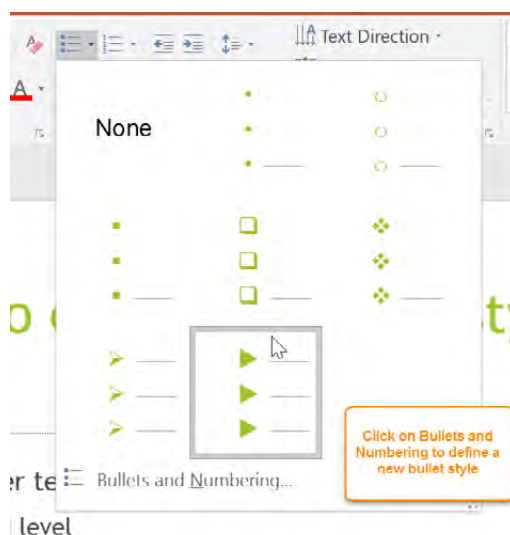 A
Text Direction
A
None
o
ty
Click on Bullets and
Numbering to define a
new bullet style
er te
Bullets and Numbering...
level